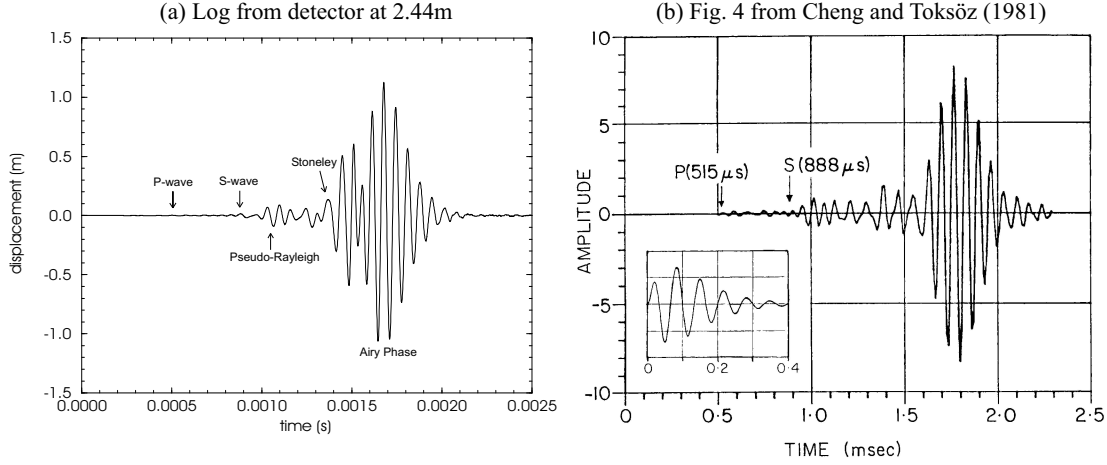 (a) Log from detector at 2.44m
1.5
1.0
0.5
0.0
-0.5
-1.0
-1.5
displacement (m)
P-wave
S-wave
Pseudo-Rayleigh
Stoneley
Airy Phase
0.0000 0.0005 0.0010 0.0015 0.0020 0.0025
time (s)
(b) Fig. 4 from Cheng and Toksöz (1981)
10
5
0
-5
-10
AMPLITUDE
P(515 μs)
S(888 μs)
0 0·2 0·4
0 0·5 1·0 1·5 2·0 2·5
TIME (msec)